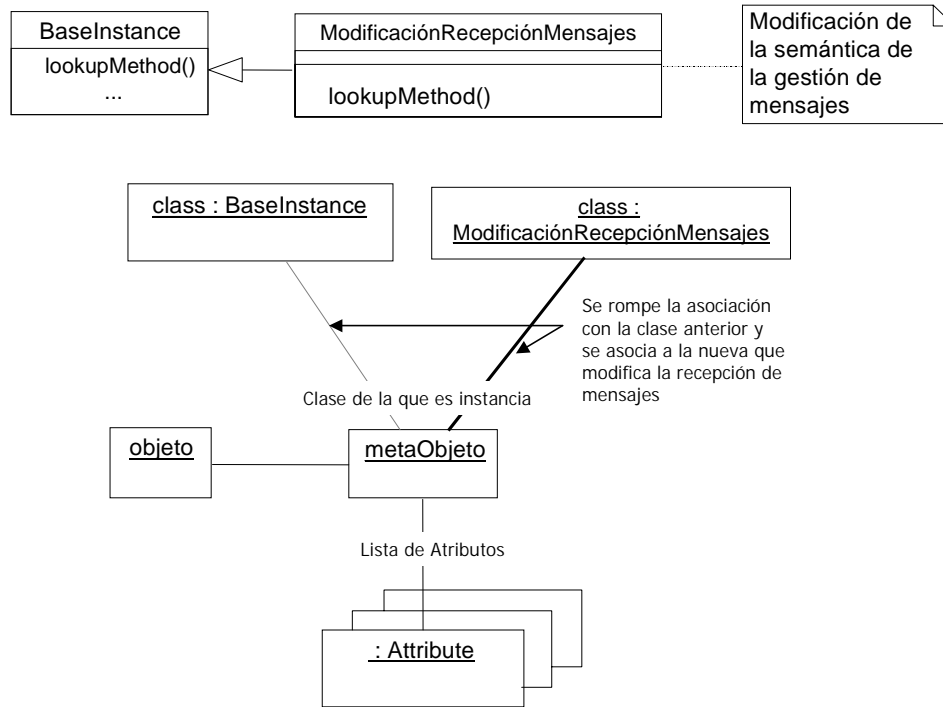 BaseInstance
lookupMethod()
...
ModificaciónRecepciónMensajes
lookupMethod()
Modificación de
la semántica de
la gestión de
mensajes
class : BaseInstance
class :
ModificaciónRecepciónMensajes
Se rompe la asociación
con la clase anterior y
se asocia a la nueva que
modifica la recepción de
mensajes
Clase de la que es instancia
objeto
metaObjeto
Lista de Atributos
: Attribute